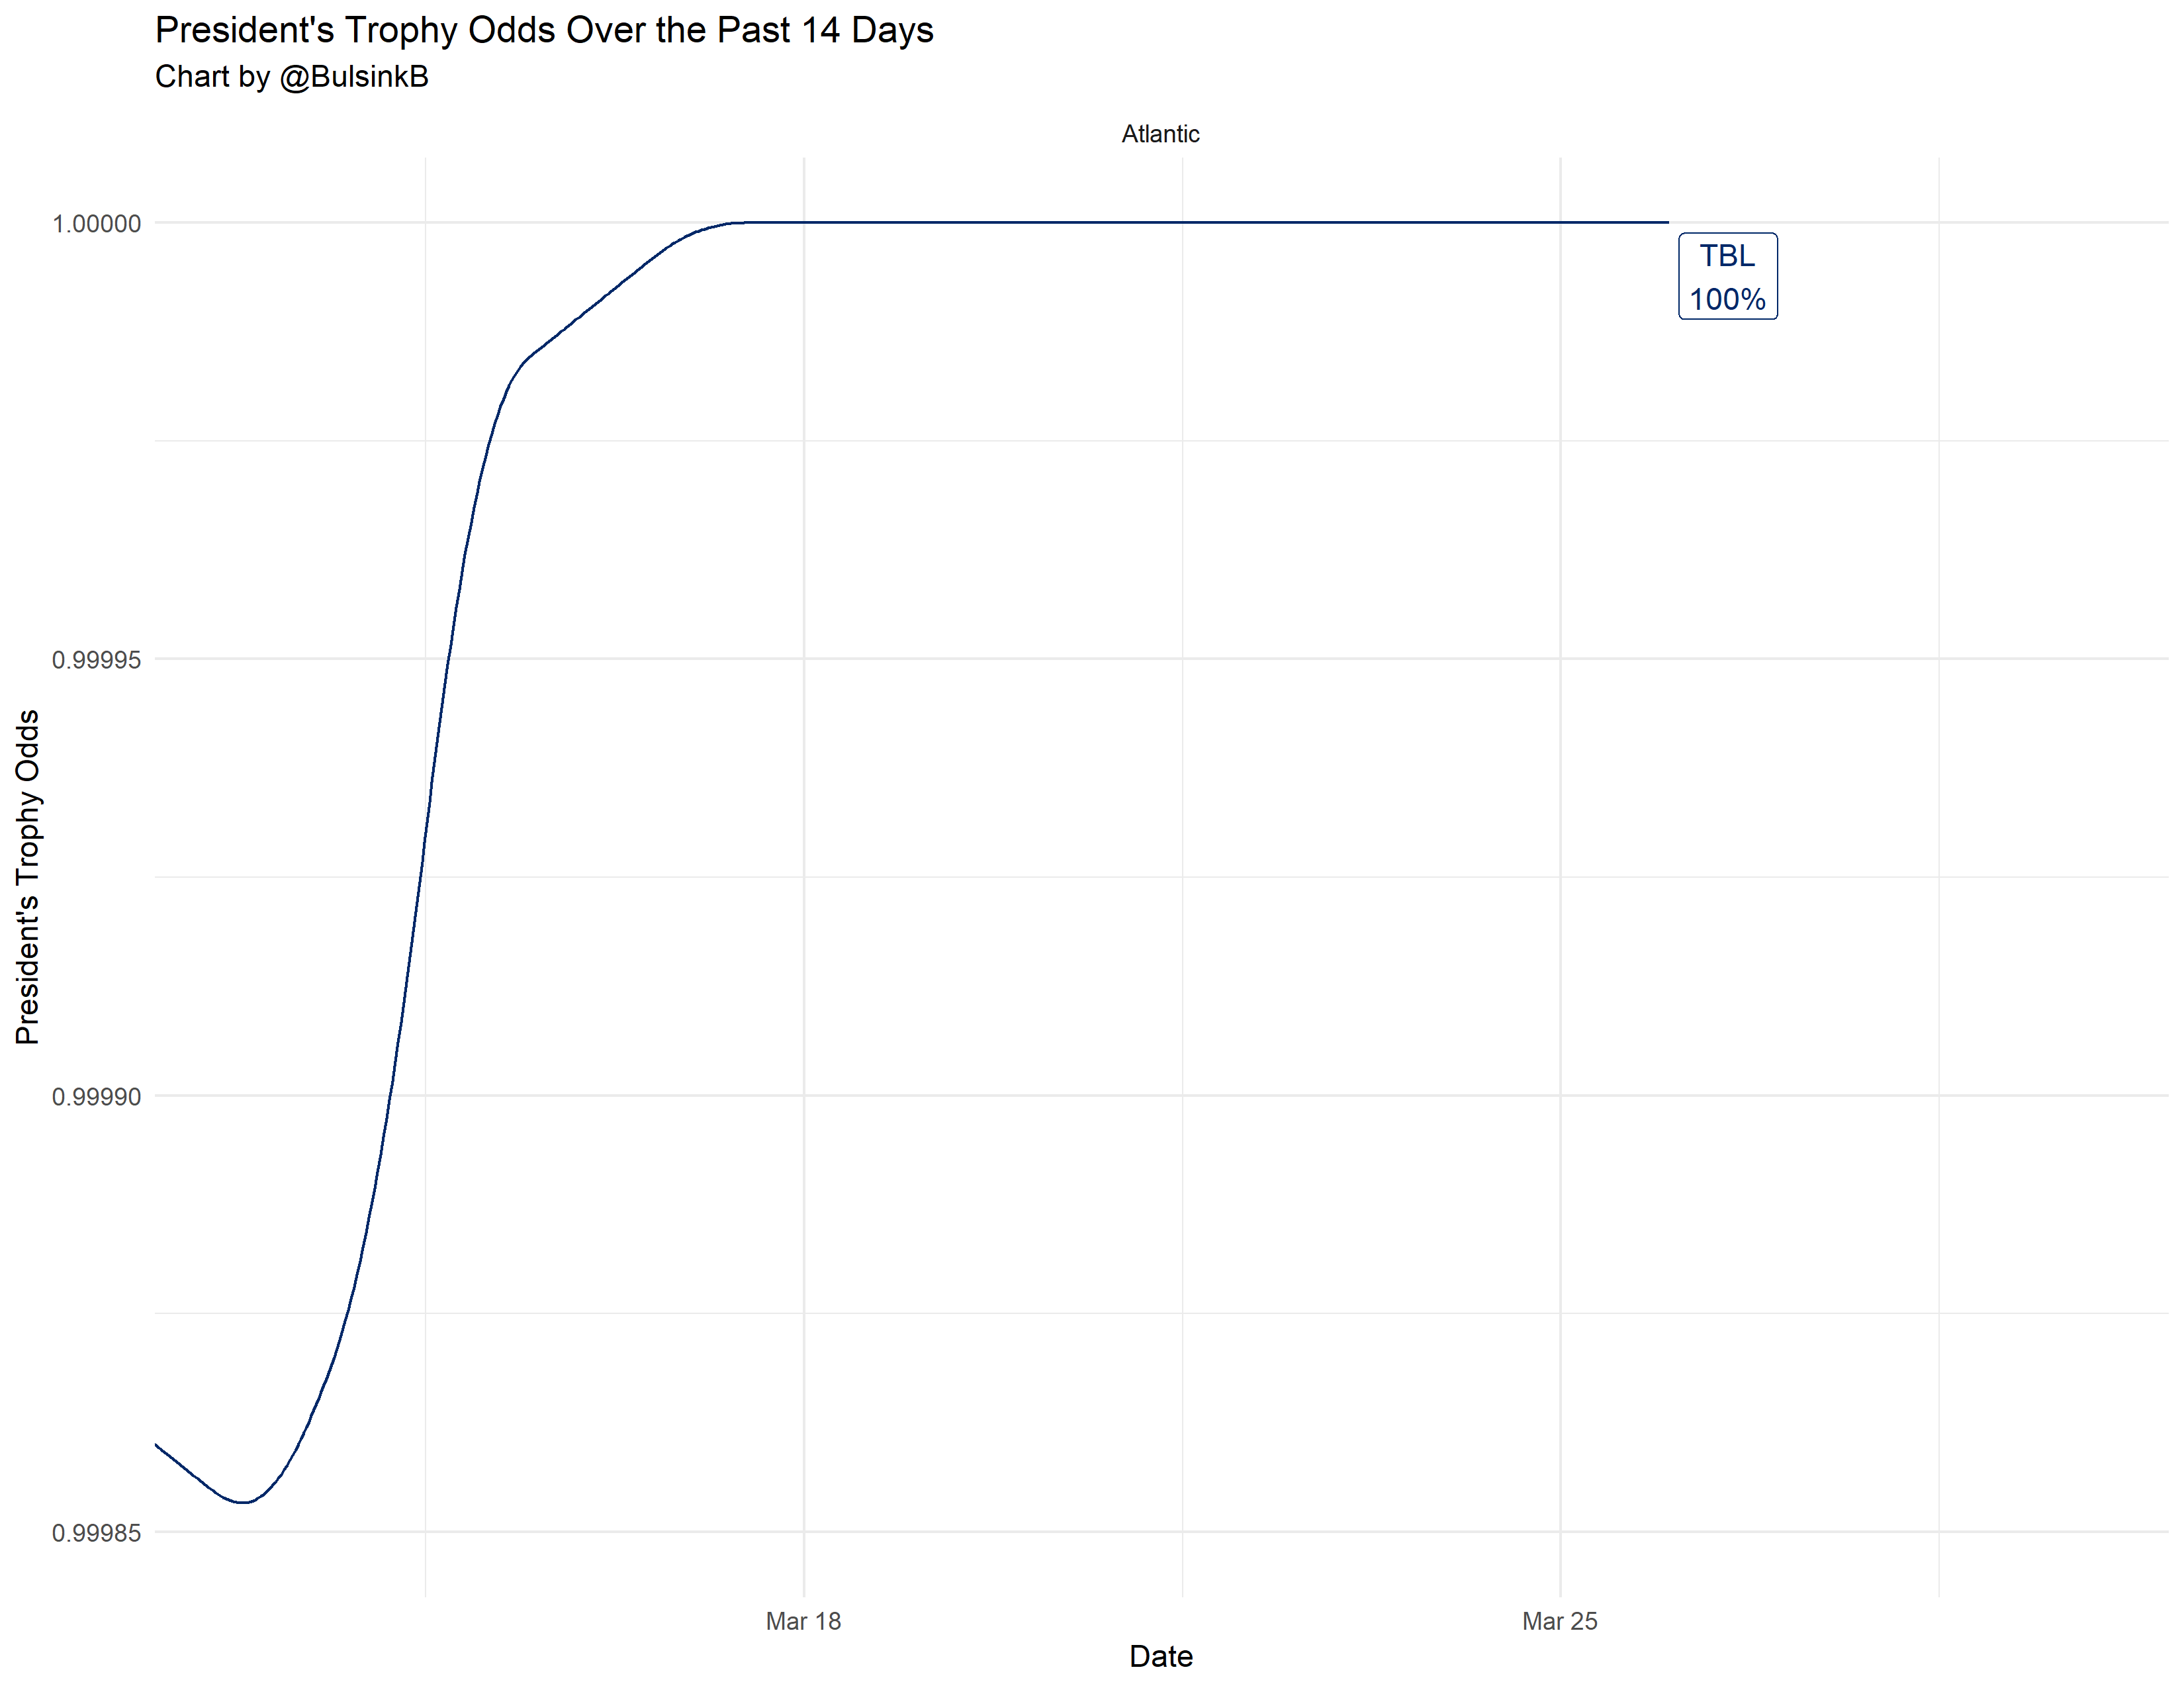 President's Trophy Odds Over the Past 14 Days
Chart by @BulsinkB
Atlantic
1.00000
0.99995
0.99990
0.99985
President's Trophy Odds
TBL
100%
Mar 18
Mar 25
Date